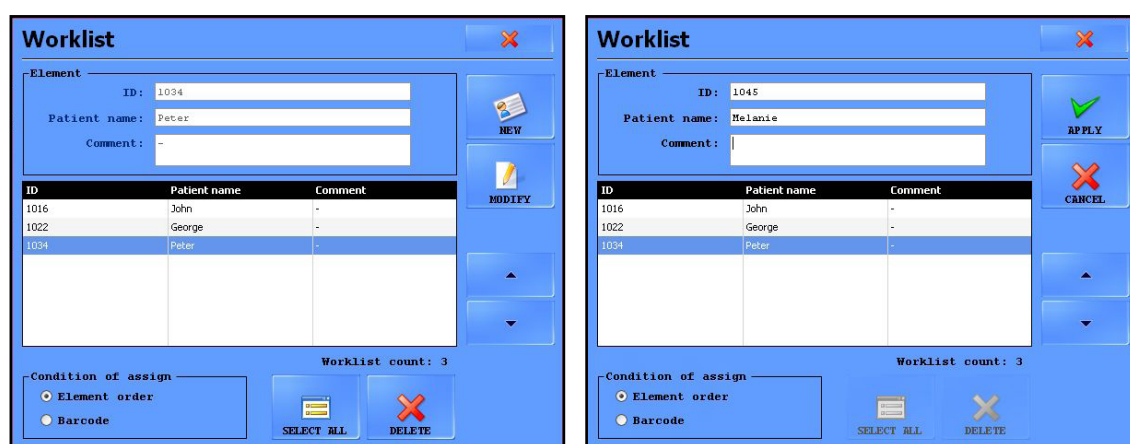 Worklist
Element
ID: 1034
NEW
Patient name: Peter
Comment: -
MODIFY
ID Patient name Comment
1016 John -
1022 George -
1034 Peter -
Worklist count: 3
Condition of assign
Element order
Barcode
SELECT ALL DELETE
Worklist
Element
ID: 1045
APPLY
Patient name: Melanie
Comment:
CANCEL
ID Patient name Comment
1016 John -
1022 George -
1034 Peter -
Worklist count: 3
Condition of assign
Element order
Barcode
SELECT ALL DELETE